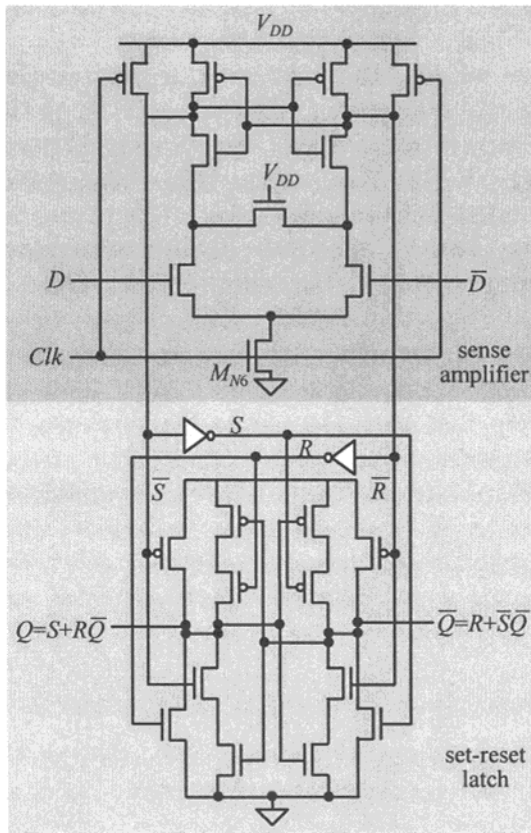 V_DD
V_DD
D
D̅
Clk
M_N6
sense
amplifier
S
R
S̅
R̅
Q=S+RQ̅
Q̅=R+S̅Q̅
set-reset
latch